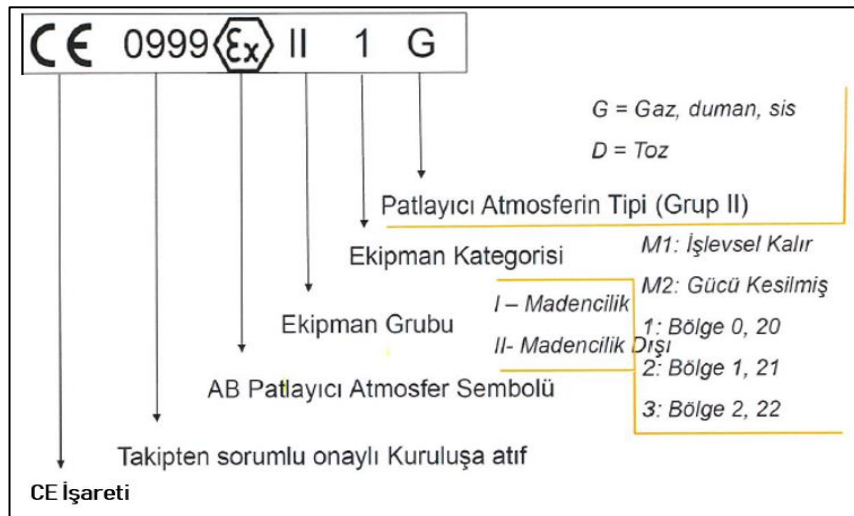 CE 0999 Ex II 1 G
G = Gaz, duman, sis
D = Toz
Patlayıcı Atmosferin Tipi (Grup II)
Ekipman Kategorisi
M1: İşlevsel Kalır
M2: Gücü Kesilmiş
1: Bölge 0, 20
2: Bölge 1, 21
3: Bölge 2, 22
Ekipman Grubu
I – Madencilik
II- Madencilik Dışı
AB Patlayıcı Atmosfer Sembolü
Takipten sorumlu onaylı Kuruluşa atıf
CE İşareti